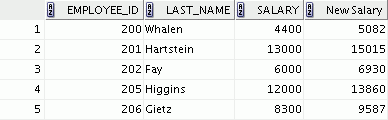 EMPLOYEE_ID LAST_NAME SALARY New Salary
1 200 Whalen 4400 5082
2 201 Hartstein 13000 15015
3 202 Fay 6000 6930
4 205 Higgins 12000 13860
5 206 Gietz 8300 9587